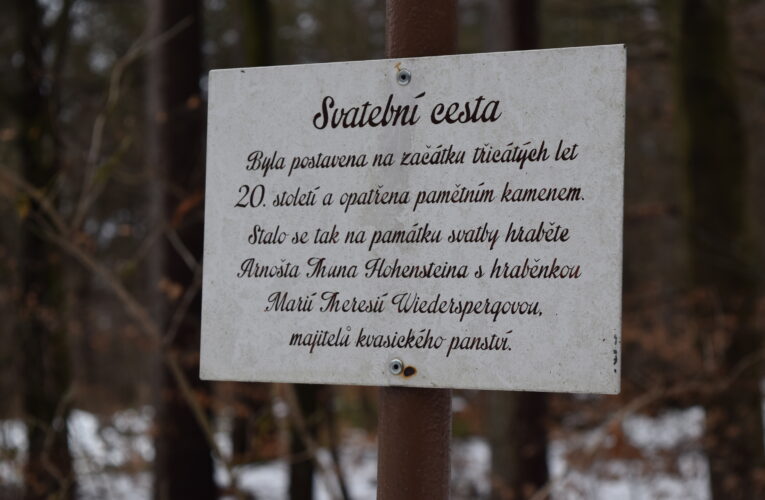 Svatební cesta
Byla postavena na začátku třicátých let
20. století a opatřena pamětním kamenem.
Stalo se tak na památku svatby hraběte
Arnošta Thuna Hohensteina s hraběnkou
Marií Theresií Wiederspergovou,
majitelů kvasického panství.